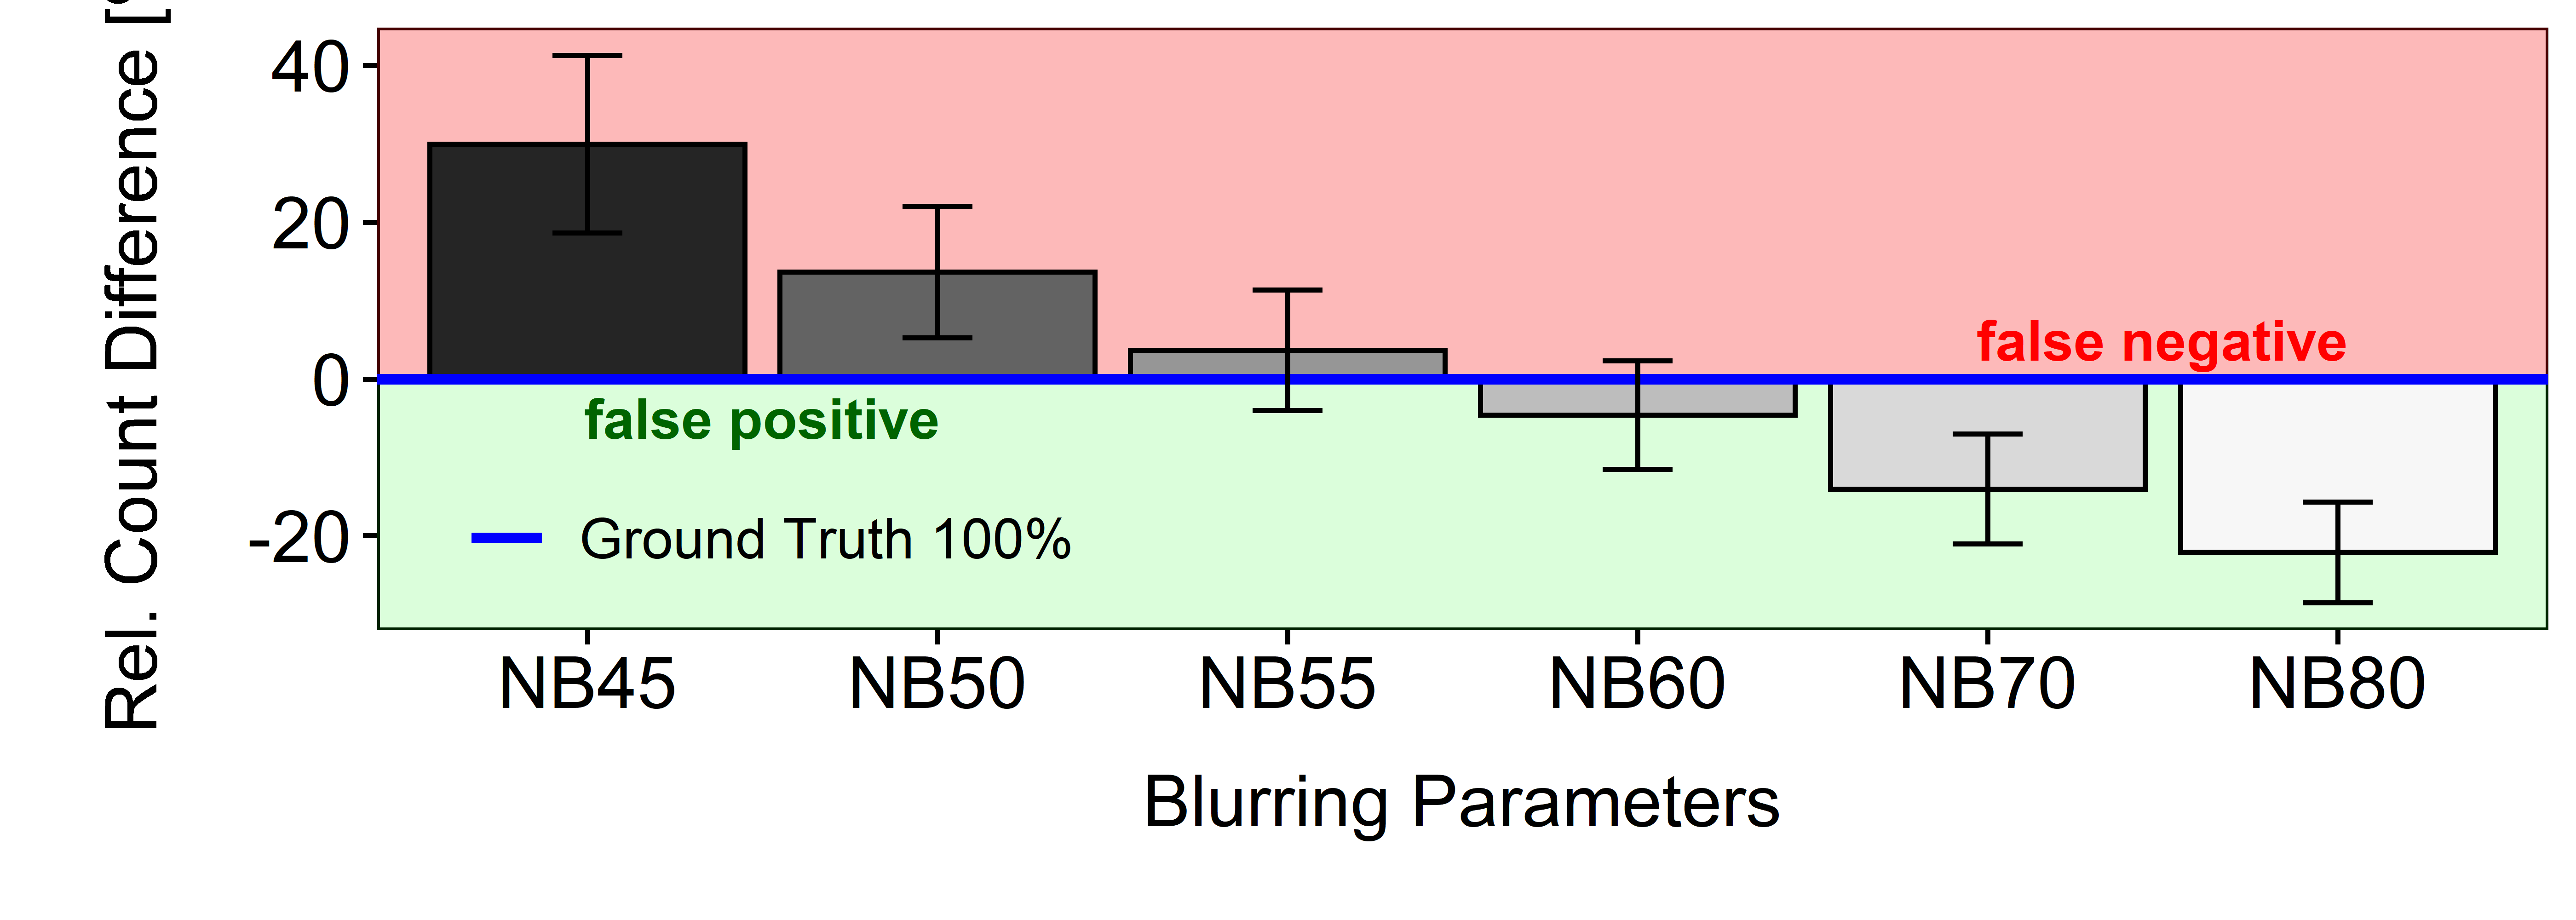 Rel. Count Difference [
40
20
0
-20
false negative
false positive
Ground Truth 100%
NB45 NB50 NB55 NB60 NB70 NB80
Blurring Parameters